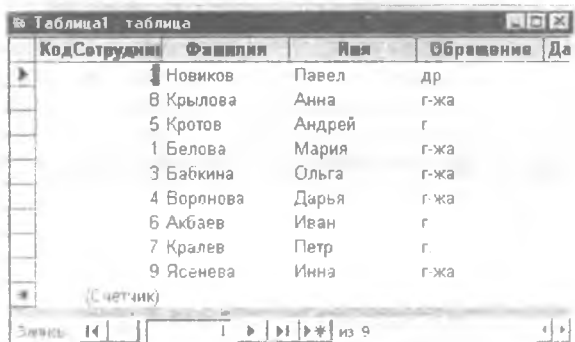 Таблица1 таблица
КодСотрудник Фамилия Имя Обращение Да
Новиков Павел др
8 Крылова Анна г-жа
5 Кротов Андрей г
1 Белова Мария г-жа
3 Бабкина Ольга г-жа
4 Воронова Дарья г-жа
6 Акбаев Иван г
7 Кралев Петр г.
9 Ясенева Инна г-жа
(Счетчик)
Запись: 1 из 9